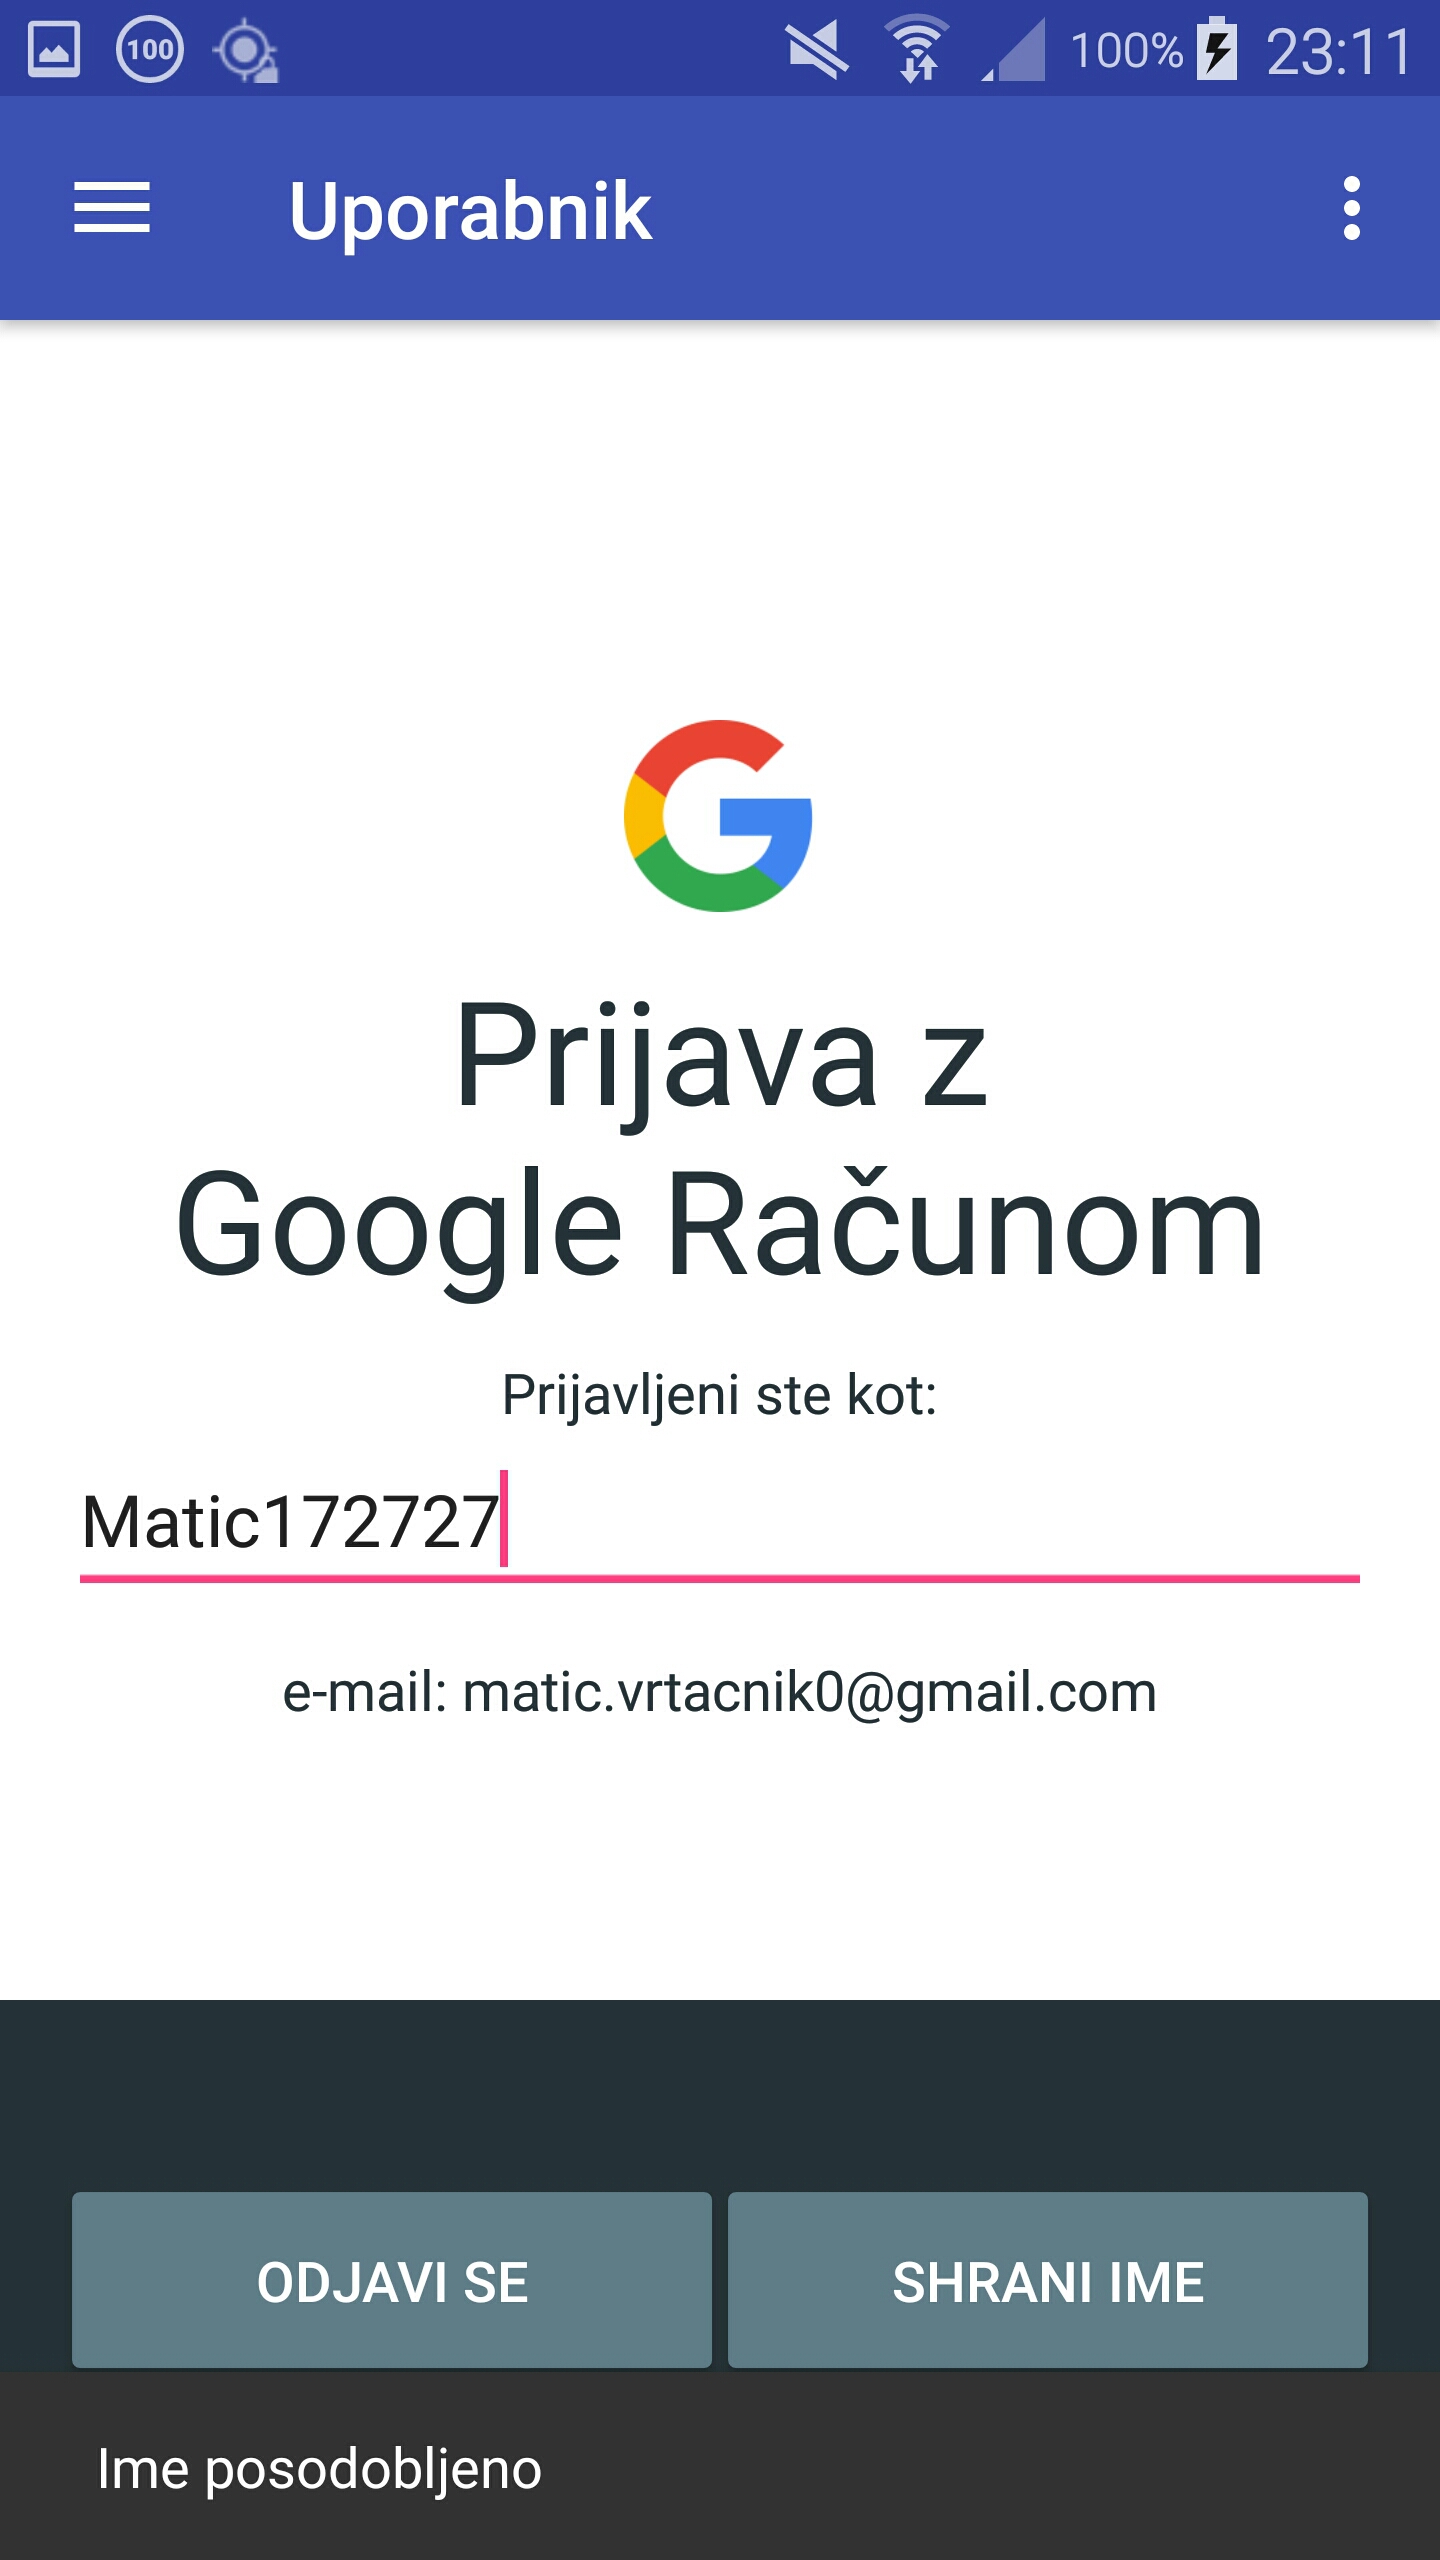 100 100% 23:11
Uporabnik
Prijava z
Google Računom
Prijavljeni ste kot:
Matic172727
e-mail: matic.vrtacnik0@gmail.com
ODJAVI SE SHRANI IME
Ime posodobljeno